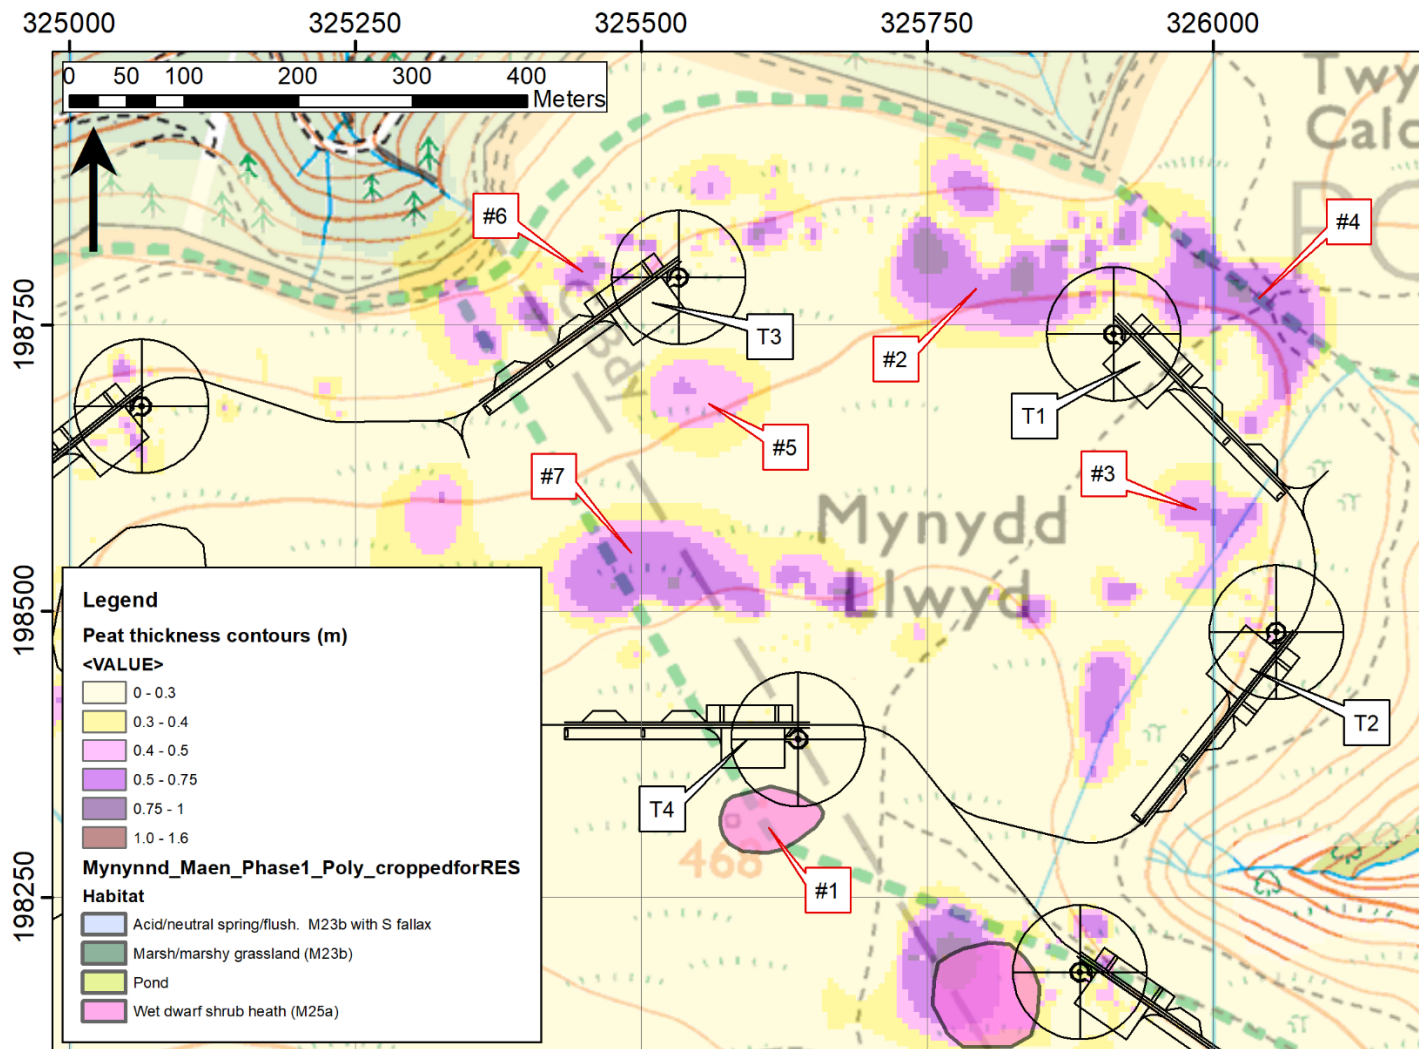 325000 325250 325500 325750 326000
0 50 100 200 300 400
Meters
Twy
Calc
#6
#4
198750
T3
#2
T1
#5
#7
#3
Mynydd
Llwyd
198500
T2
T4
468
#1
198250
Legend
Peat thickness contours (m)
<VALUE>
0 - 0.3
0.3 - 0.4
0.4 - 0.5
0.5 - 0.75
0.75 - 1
1.0 - 1.6
Mynynnd_Maen_Phase1_Poly_croppedforRES
Habitat
Acid/neutral spring/flush. M23b with S fallax
Marsh/marshy grassland (M23b)
Pond
Wet dwarf shrub heath (M25a)